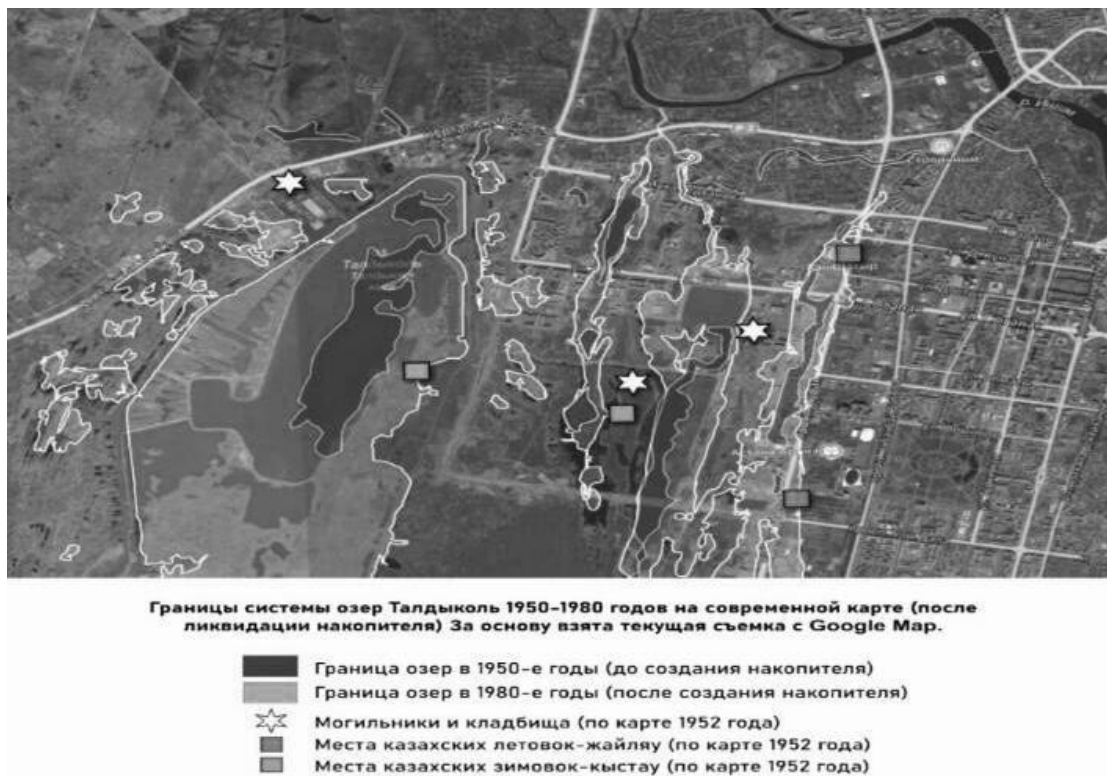 Талдыколь
Границы системы озер Талдыколь 1950-1980 годов на современной карте (после
ликвидации накопителя) За основу взята текущая съемка с Google Map.
Граница озер в 1950-е годы (до создания накопителя)
Граница озер в 1980-е годы (после создания накопителя)
Могильники и кладбища (по карте 1952 года)
Места казахских летовок-жайляу (по карте 1952 года)
Места казахских зимовок-кыстау (по карте 1952 года)